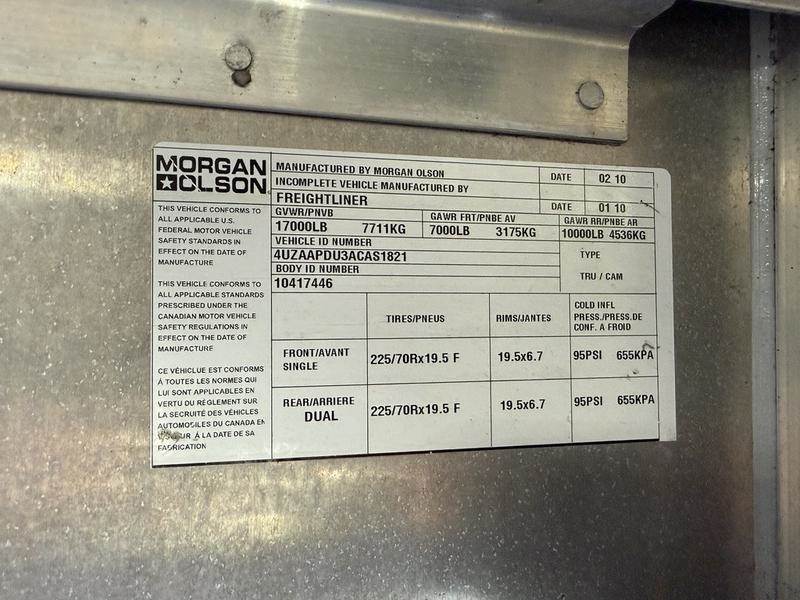 MORGAN
OLSON
MANUFACTURED BY MORGAN OLSON DATE 02 10
INCOMPLETE VEHICLE MANUFACTURED BY
FREIGHTLINER DATE 01 10
GVWR/PNVB GAWR FRT/PNBE AV GAWR RR/PNBE AR
17000LB 7711KG 7000LB 3175KG 10000LB 4536KG
VEHICLE ID NUMBER TYPE
4UZAAPDU3ACAS1821
BODY ID NUMBER TRU / CAM
10417446
THIS VEHICLE CONFORMS TO
ALL APPLICABLE U.S.
FEDERAL MOTOR VEHICLE
SAFETY STANDARDS IN
EFFECT ON THE DATE OF
MANUFACTURE
THIS VEHICLE CONFORMS TO
ALL APPLICABLE STANDARDS
PRESCRIBED UNDER THE
CANADIAN MOTOR VEHICLE
SAFETY REGULATIONS IN
EFFECT ON THE DATE OF
MANUFACTURE
CE VÉHICLUE EST CONFORMS
À TOUTES LES NORMES QUI
LUI SONT APPLICABLES EN
VERTU DU RÉGLEMENT SUR
LA SECRUITÉ DES VÉHICLES
AUTOMOBILES DU CANADA EN
À LA DATE DE SA
FABRICATION
TIRES/PNEUS RIMS/JANTES COLD INFL
PRESS./PRESS.DE
CONF. A FROID
FRONT/AVANT
SINGLE 225/70Rx19.5 F 19.5x6.7 95PSI 655KPA
REAR/ARRIERE
DUAL 225/70Rx19.5 F 19.5x6.7 95PSI 655KPA